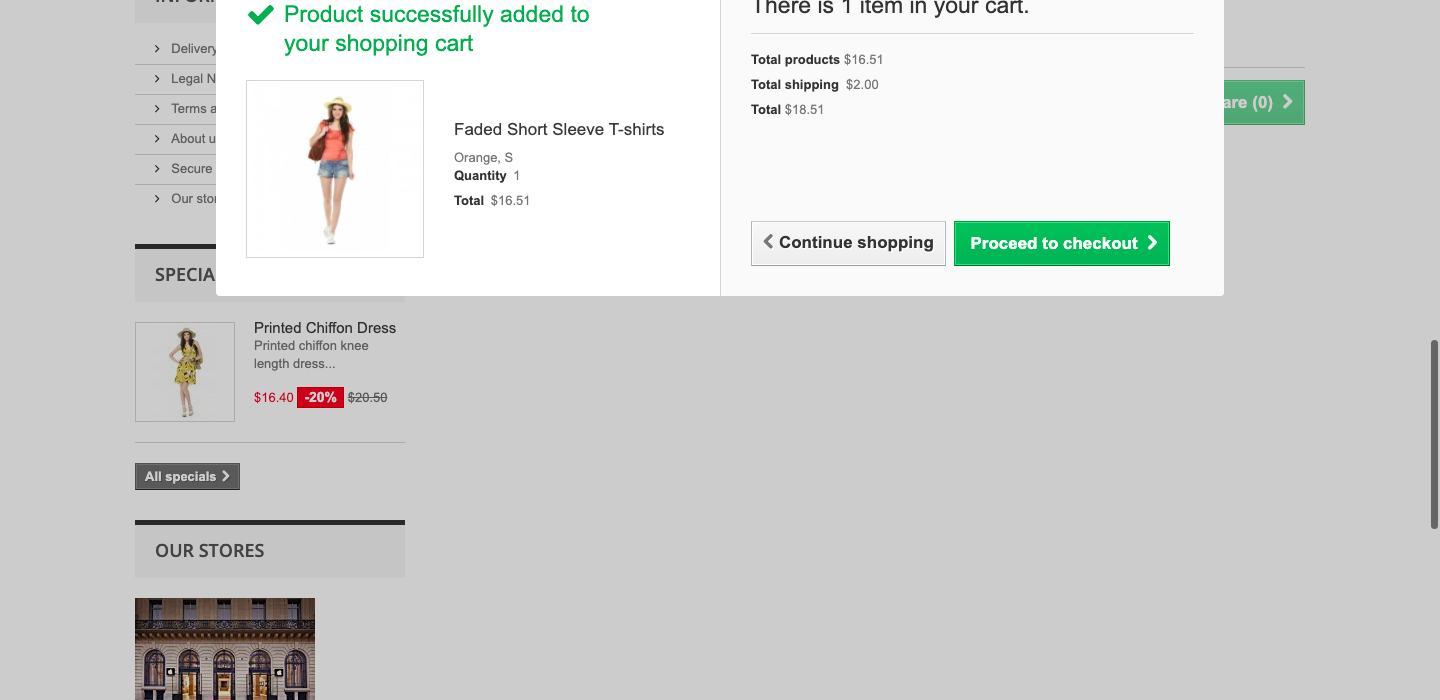 Product successfully added to
your shopping cart
Faded Short Sleeve T-shirts
Orange, S
Quantity 1
Total $16.51
There is 1 item in your cart.
Total products $16.51
Total shipping $2.00
Total $18.51
Continue shopping
Proceed to checkout
Delivery
Legal N
Terms a
About u
Secure
Our sto
are (0)
SPECIA
Printed Chiffon Dress
Printed chiffon knee
length dress...
$16.40 -20% $20.50
All specials
OUR STORES